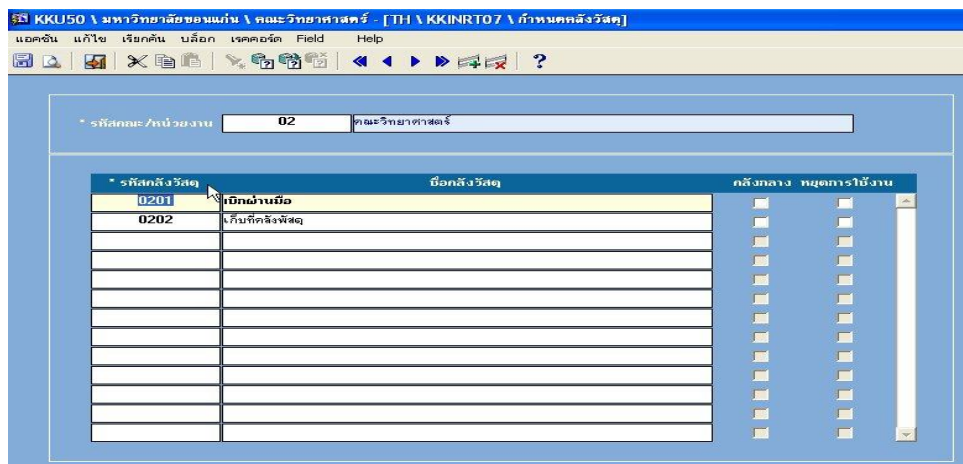 KKU50 \ มหาวิทยาลัยขอนแก่น \ คณะวิทยาศาสตร์ - [TH \ KKINRT07 \ กำหนดคลังวัสดุ]
แอคชัน แก้ไข เรียกค้น บล็อก เรคคอร์ด Field Help
* รหัสคณะ/หน่วยงาน 02 คณะวิทยาศาสตร์
* รหัสคลังวัสดุ ชื่อคลังวัสดุ คลังกลาง หยุดการใช้งาน
0201 เบิกผ่านมือ
0202 เก็บที่คลังพัสดุ